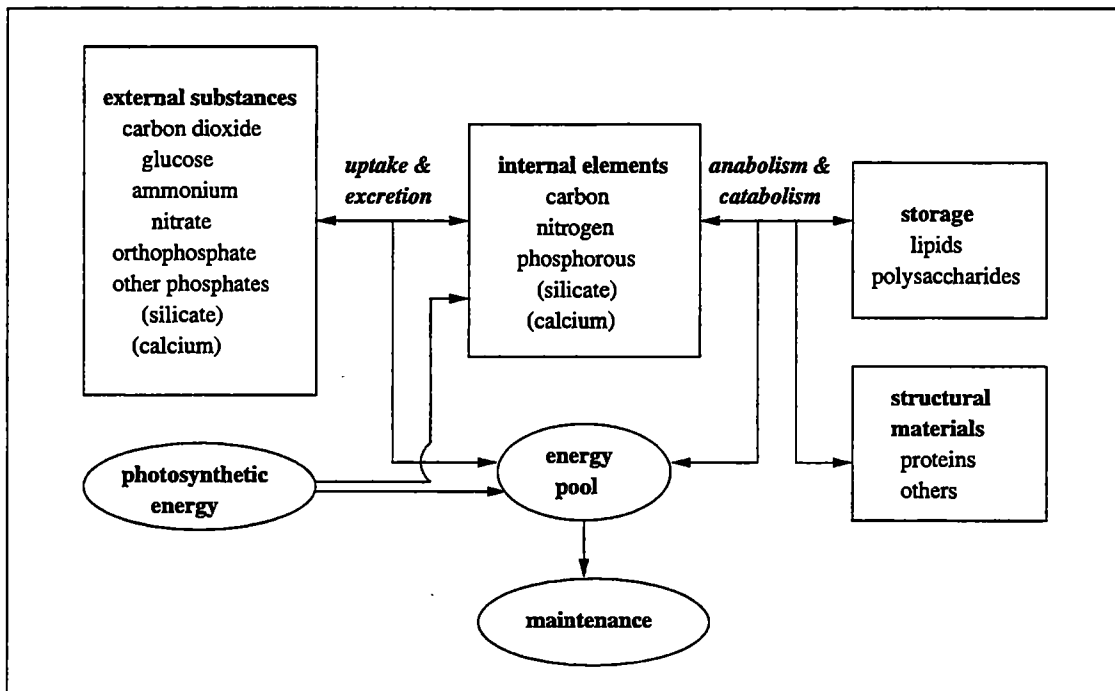 external substances
carbon dioxide
glucose
ammonium
nitrate
orthophosphate
other phosphates
(silicate)
(calcium)
uptake &
excretion
internal elements
carbon
nitrogen
phosphorous
(silicate)
(calcium)
anabolism &
catabolism
storage
lipids
polysaccharides
structural
materials
proteins
others
photosynthetic
energy
energy
pool
maintenance